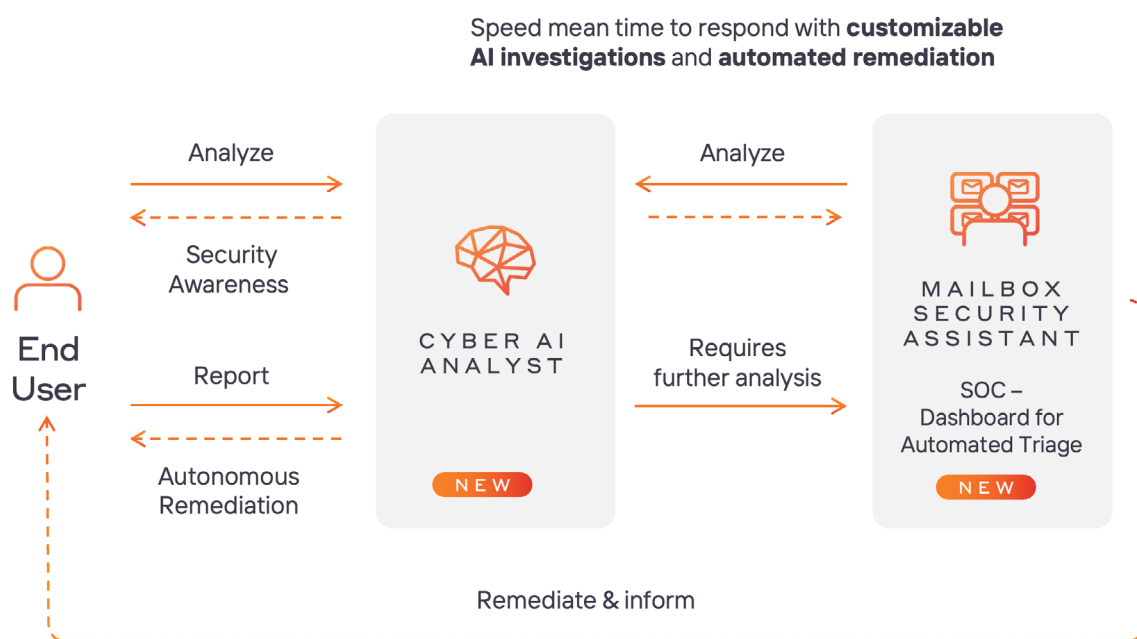 Speed mean time to respond with customizable
AI investigations and automated remediation
Analyze
Security
Awareness
End
User
Report
Autonomous
Remediation
CYBER AI
ANALYST
NEW
Analyze
Requires
further analysis
MAILBOX
SECURITY
ASSISTANT
SOC –
Dashboard for
Automated Triage
NEW
Remediate & inform